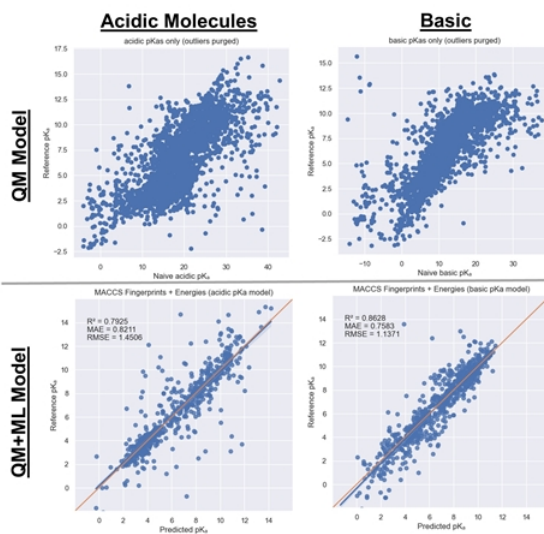 Acidic Molecules
Basic
QM Model
acidic pKas only (outliers purged)
17.5
15.0
12.5
10.0
7.5
5.0
2.5
0.0
−2.5
Reference pKₐ
0 10 20 30 40
Naive acidic pKₐ
basic pKas only (outliers purged)
15.0
12.5
10.0
7.5
5.0
2.5
0.0
−2.5
Reference pKₐ
−10 0 10 20 30
Naive basic pKₐ
QM+ML Model
MACCS Fingerprints + Energies (acidic pKa model)
R² = 0.7925
MAE = 0.8211
RMSE = 1.4506
14
12
10
8
6
4
2
0
Reference pKₐ
0 2 4 6 8 10 12 14
Predicted pKₐ
MACCS Fingerprints + Energies (basic pKa model)
R² = 0.8628
MAE = 0.7583
RMSE = 1.1371
14
12
10
8
6
4
2
0
Reference pKₐ
0 2 4 6 8 10 12 14
Predicted pKₐ